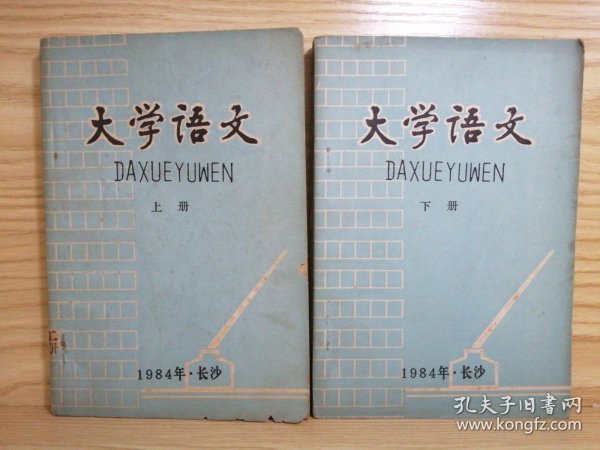 大学语文
DAXUEYUWEN
上册
1984年·长沙
大学语文
DAXUEYUWEN
下册
1984年·长沙
孔夫子旧书网
www.kongfz.com